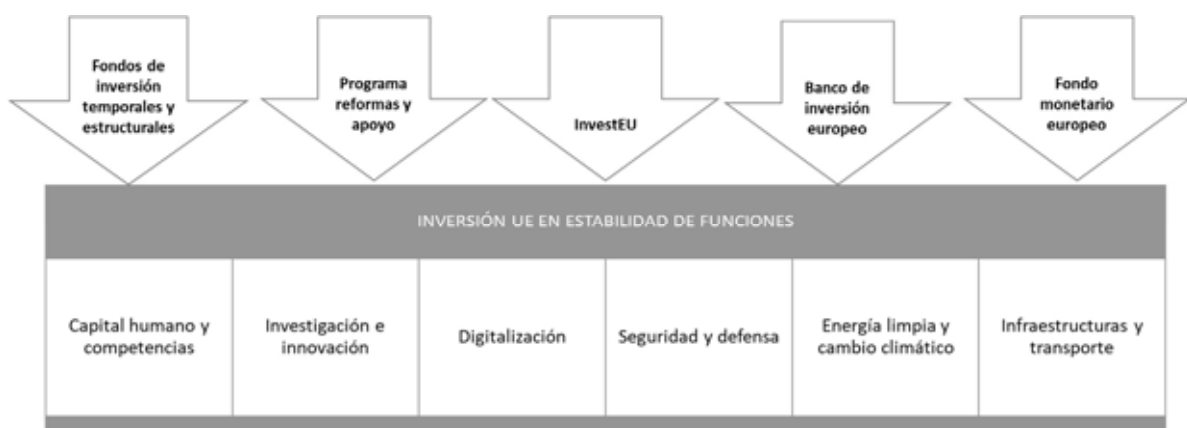 Fondos de
inversión
temporales y
estructurales
Programa
reformas y
apoyo
InvestEU
Banco de
inversión
europeo
Fondo
monetario
europeo
INVERSIÓN UE EN ESTABILIDAD DE FUNCIONES
Capital humano y
competencias
Investigación e
innovación
Digitalización
Seguridad y defensa
Energía limpia y
cambio climático
Infraestructuras y
transporte